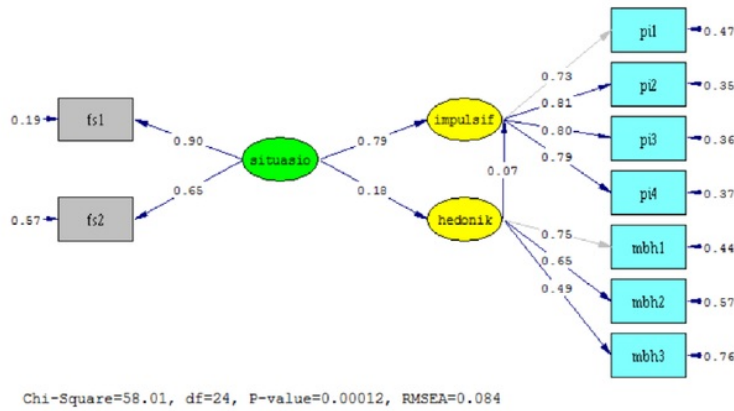 pi1
0.47
0.73
pi2
0.35
0.19
fs1
0.81
impulsif
0.90
0.79
0.80
pi3
0.36
situasio
0.79
0.07
pi4
0.37
0.65
0.18
0.57
fs2
hedonik
0.75
mbh1
0.44
0.65
0.49
mbh2
0.57
mbh3
0.76
Chi-Square=58.01, df=24, P-value=0.00012, RMSEA=0.084